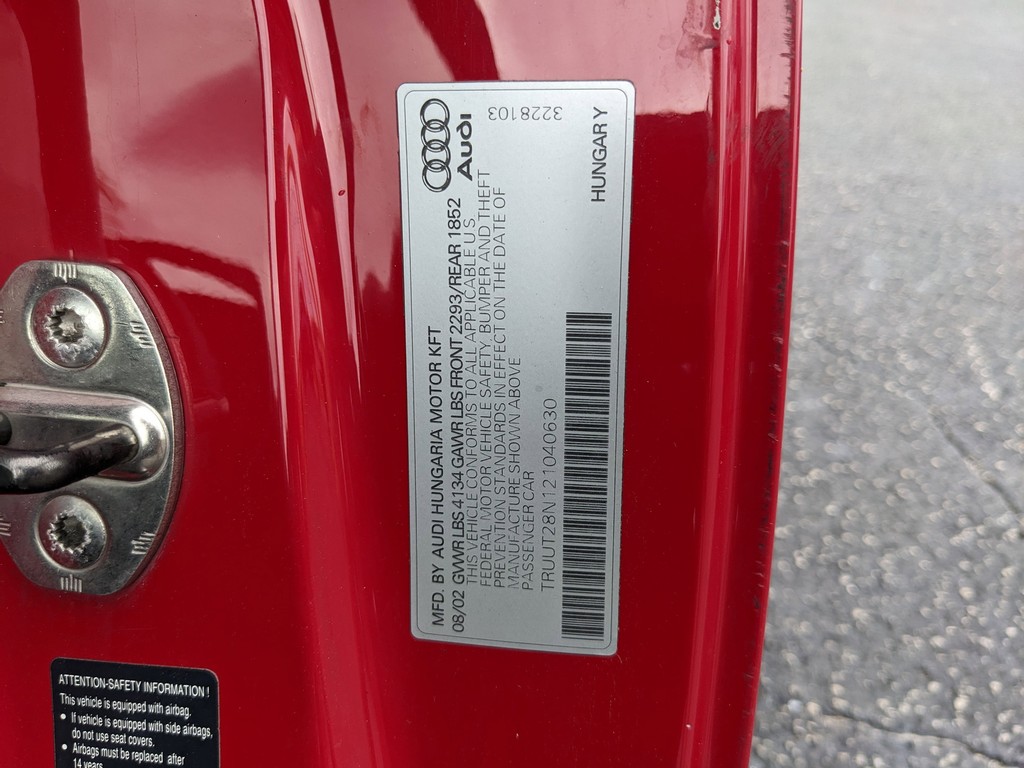 Audi
3228103
MFD. BY AUDI HUNGARIA MOTOR KFT
08/02 GVWR LBS 4134 GAWR LBS FRONT 2293/REAR 1852
THIS VEHICLE CONFORMS TO ALL APPLICABLE U.S
FEDERAL MOTOR VEHICLE SAFETY, BUMPER AND THEFT
PREVENTION STANDARDS IN EFFECT ON THE DATE OF
MANUFACTURE SHOWN ABOVE
PASSENGER CAR
TRUUT28N121040630
HUNGARY
ATTENTION-SAFETY INFORMATION !
This vehicle is equipped with airbag.
• If vehicle is equipped with side airbags,
do not use seat covers.
• Airbags must be replaced after
14 years